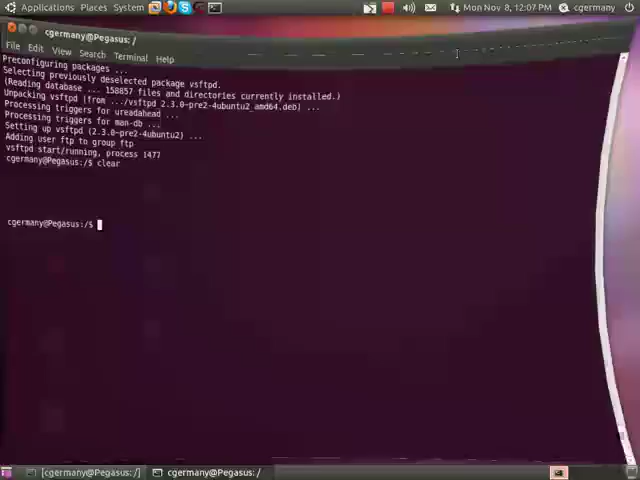 Applications Places System Mon Nov 8, 12:07 PM cgermany
cgermany@Pegasus: /
File Edit View Search Terminal Help
Preconfiguring packages ...
Selecting previously deselected package vsftpd.
(Reading database ... 158857 files and directories currently installed.)
Unpacking vsftpd (from .../vsftpd_2.3.0-pre2-4ubuntu2_amd64.deb) ...
Processing triggers for ureadahead ...
Processing triggers for man-db ...
Setting up vsftpd (2.3.0-pre2-4ubuntu2) ...
Adding user ftp to group ftp
vsftpd start/running, process 1477
cgermany@Pegasus:/$ clear
cgermany@Pegasus:/$
[cgermany@Pegasus: /] cgermany@Pegasus: /